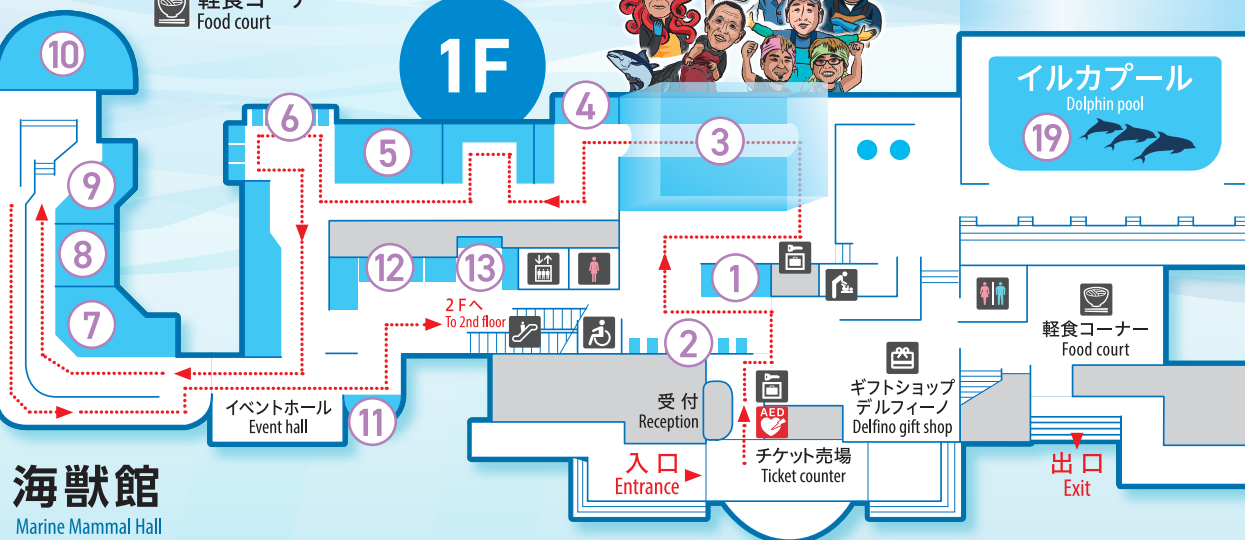 軽食コーナー
Food court
1F
10
6
5
4
3
イルカプール
Dolphin pool
19
9
8
7
12
13
1
2
2Fへ
To 2nd floor
軽食コーナー
Food court
ギフトショップ
デルフィーノ
Delfino gift shop
受付
Reception
AED
イベントホール
Event hall
11
入口
Entrance
チケット売場
Ticket counter
出口
Exit
海獣館
Marine Mammal Hall